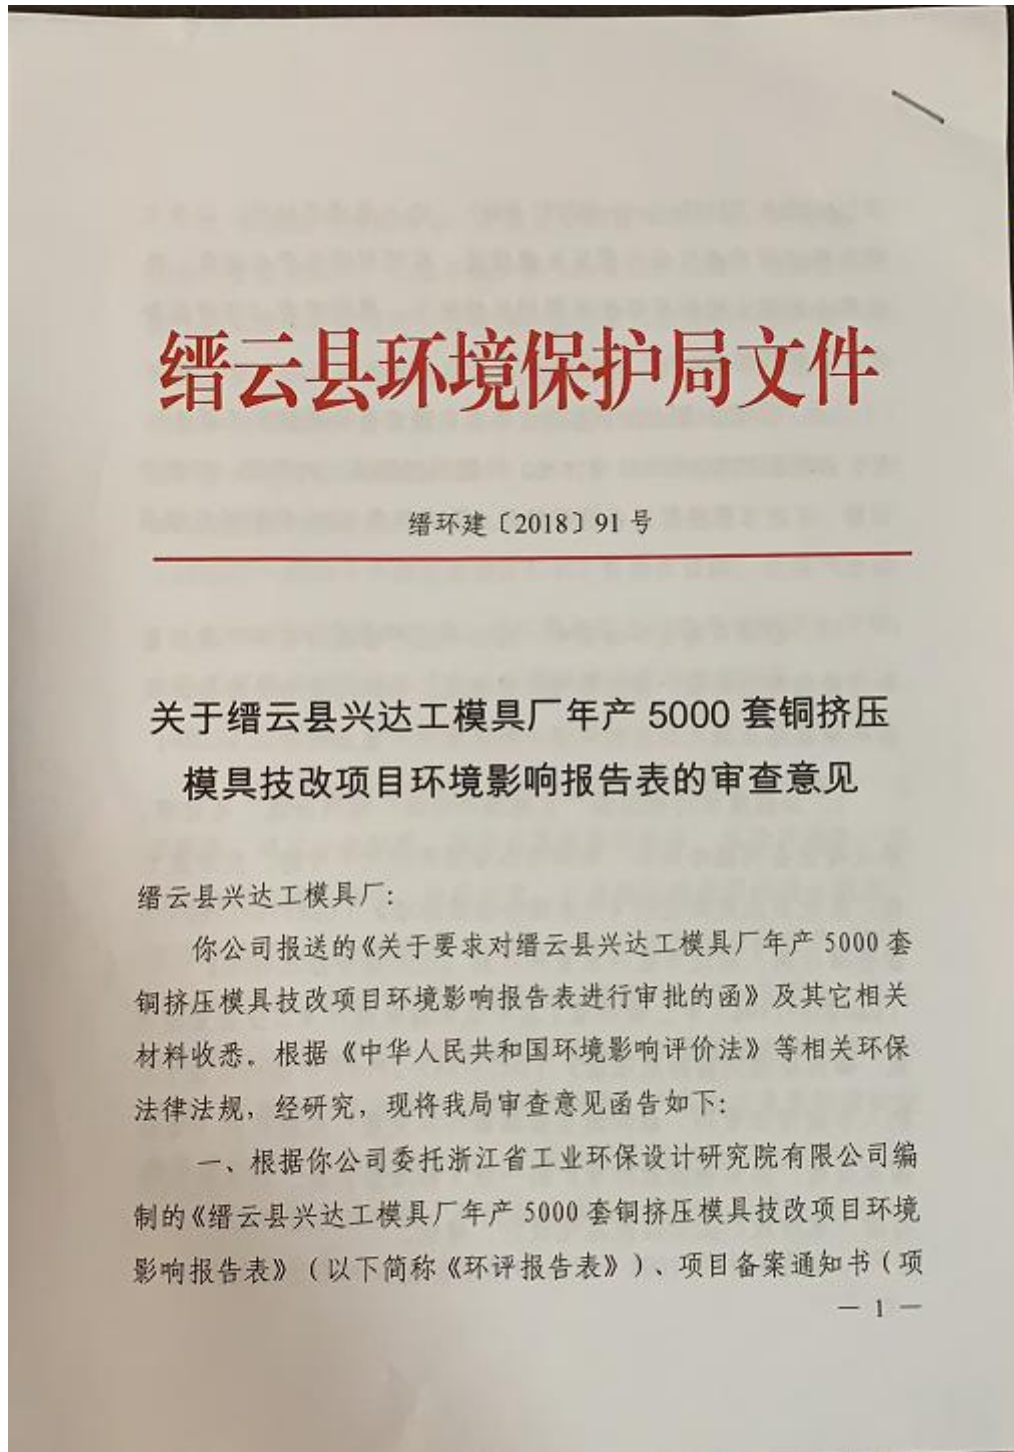 缙云县环境保护局文件
缙环建〔2018〕91号
关于缙云县兴达工模具厂年产 5000 套铜挤压
模具技改项目环境影响报告表的审查意见
缙云县兴达工模具厂：
你公司报送的《关于要求对缙云县兴达工模具厂年产 5000 套
铜挤压模具技改项目环境影响报告表进行审批的函》及其它相关
材料收悉。根据《中华人民共和国环境影响评价法》等相关环保
法律法规，经研究，现将我局审查意见函告如下：
一、根据你公司委托浙江省工业环保设计研究院有限公司编
制的《缙云县兴达工模具厂年产 5000 套铜挤压模具技改项目环境
影响报告表》（以下简称《环评报告表》）、项目备案通知书（项
— 1 —